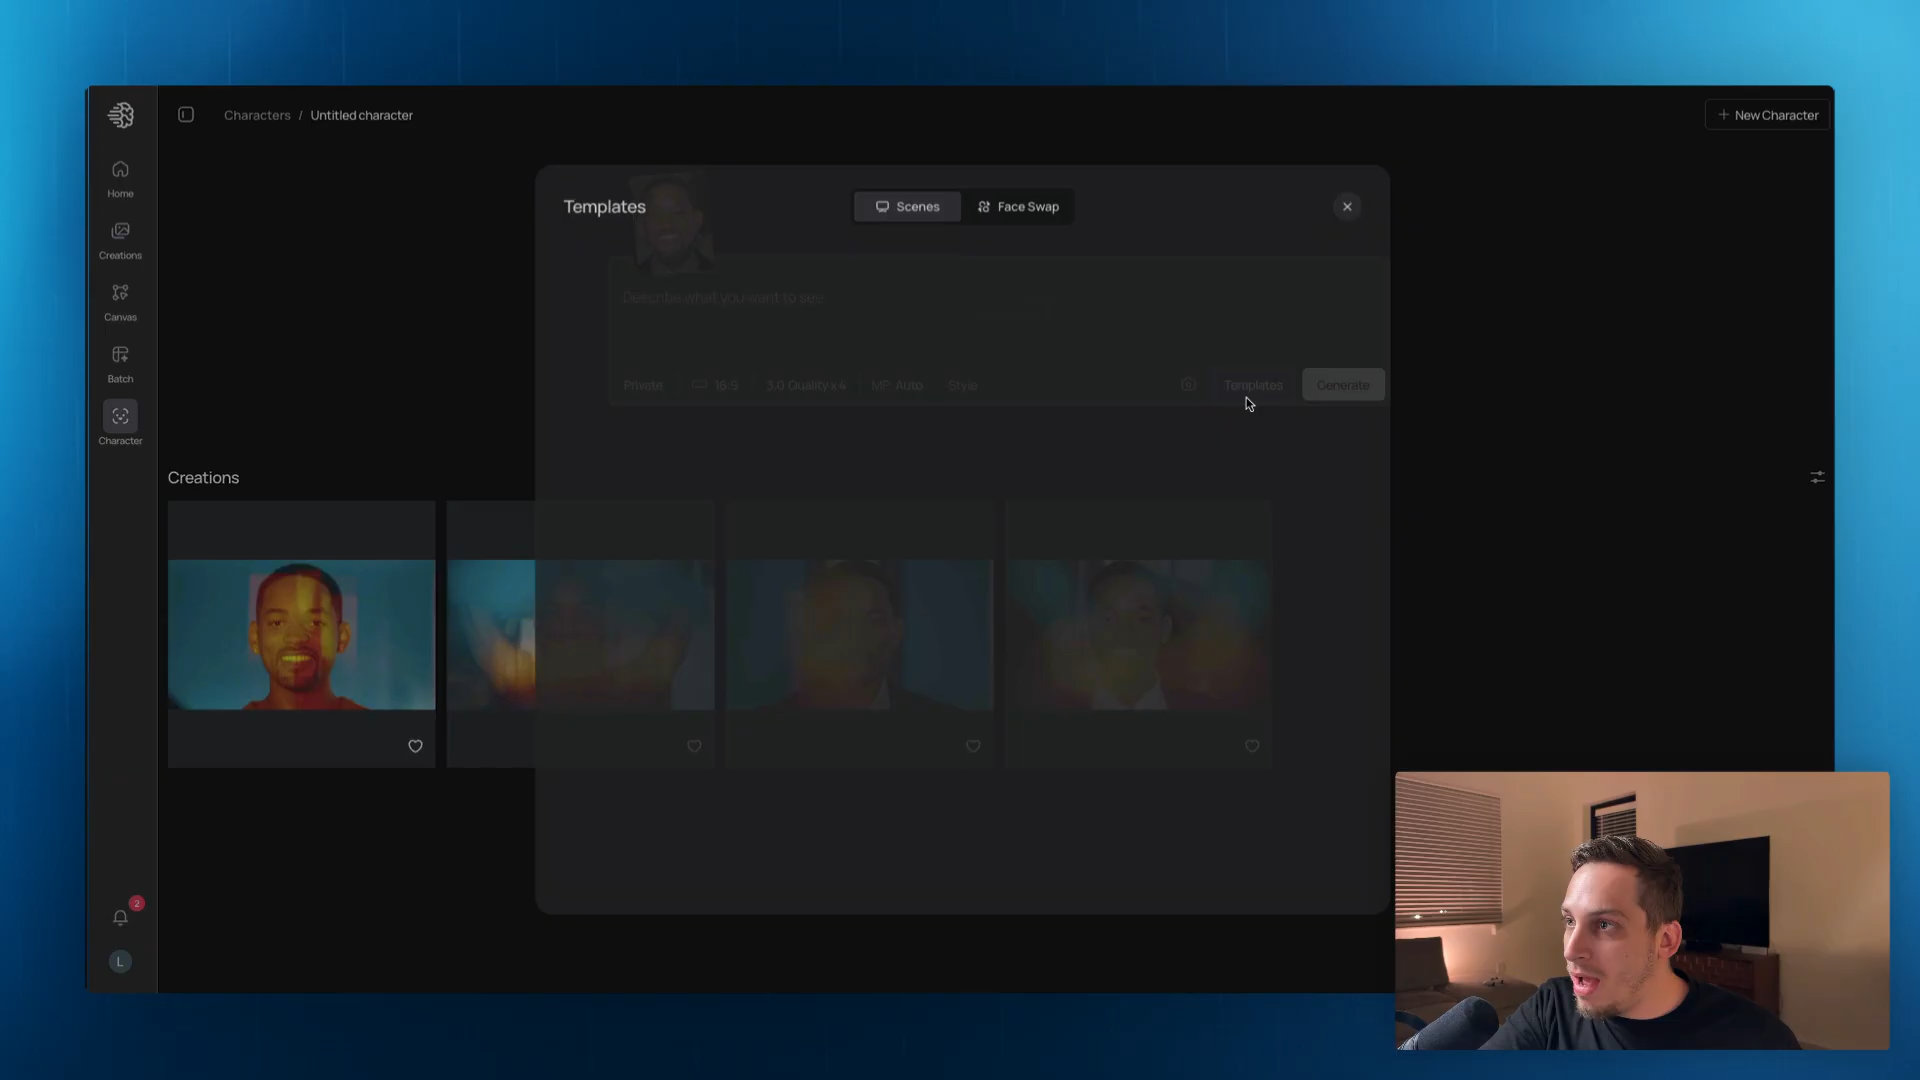 Characters / Untitled character
New Character
Home
Creations
Canvas
Batch
Character
2
L
Templates
Scenes
Face Swap
Describe what you want to see
Private
16:9
3.0 Quality x 4
MP: Auto
Style
Templates
Generate
Creations